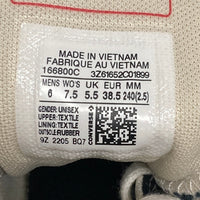 MADE IN VIETNAM
FABRIQUE AU VIETNAM
166800C 3Z61652C01899
MENS WO'S UK EUR MM
6 7.5 5.5 38.5 240(2.5)
GENDER:UNISEX
UPPER:TEXTILE
LINING:TEXTILE
OUTSOLE:RUBBER
9Z 2205 BQ7
CONVERSE